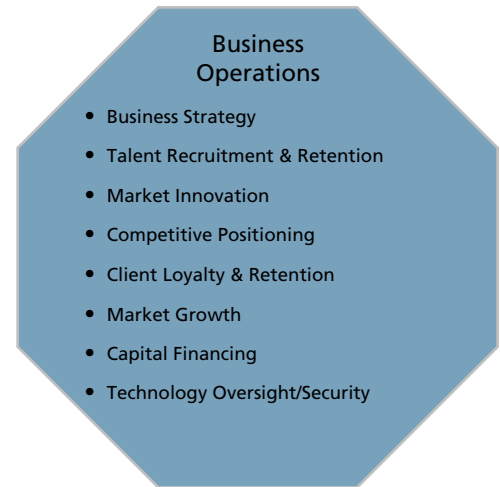 Business
Operations
• Business Strategy
• Talent Recruitment & Retention
• Market Innovation
• Competitive Positioning
• Client Loyalty & Retention
• Market Growth
• Capital Financing
• Technology Oversight/Security